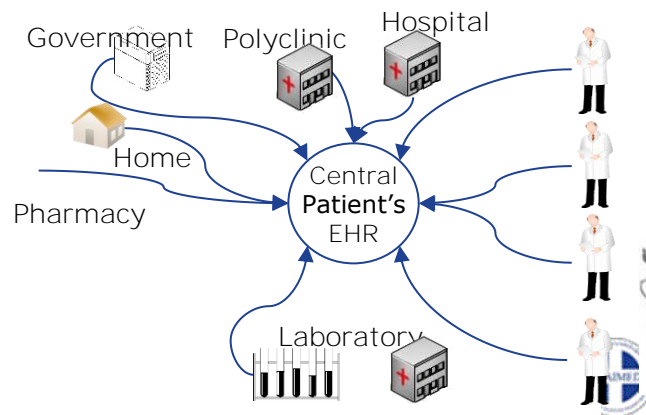 Government
Polyclinic
Hospital
Home
Pharmacy
Central
Patient's
EHR
Laboratory